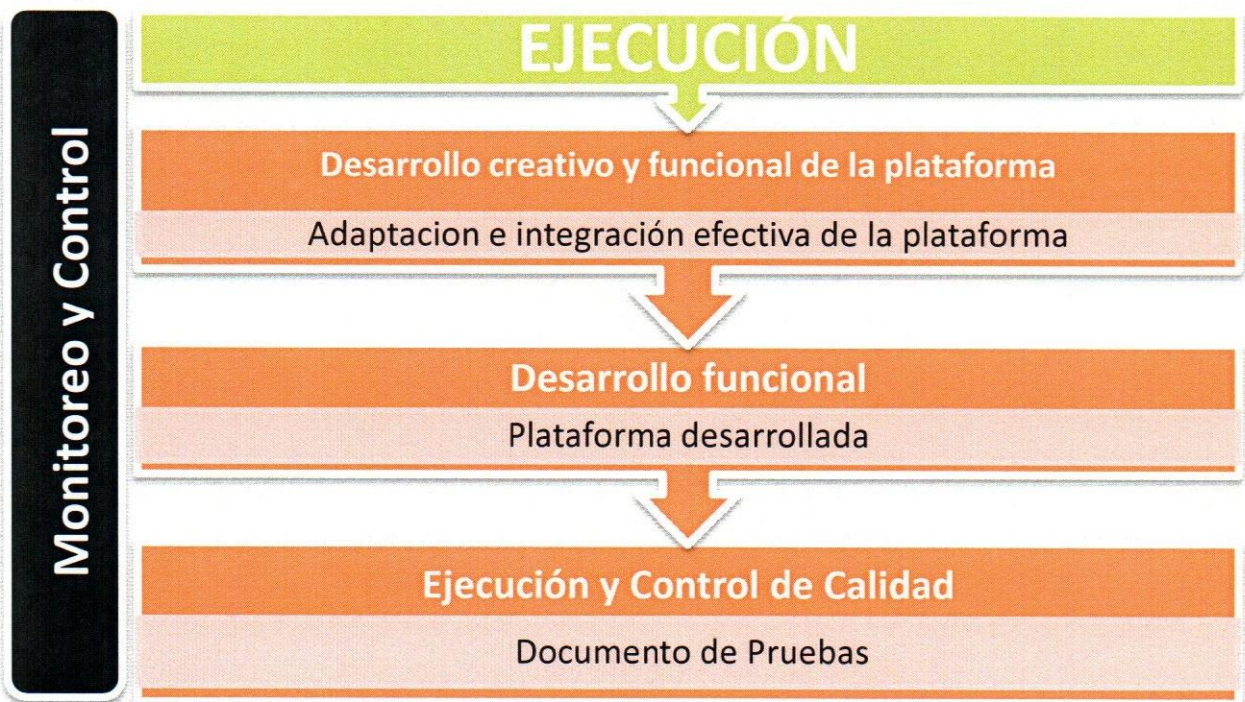 Monitoreo y Control
EJECUCIÓN
Desarrollo creativo y funcional de la plataforma
Adaptacion e integración efectiva de la plataforma
Desarrollo funcional
Plataforma desarrollada
Ejecución y Control de Calidad
Documento de Pruebas